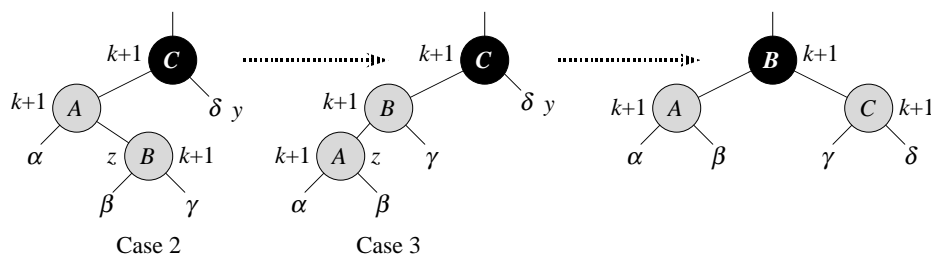 k+1 C k+1 C B k+1
k+1 A δ y k+1 B δ y k+1 A C k+1
α z B k+1 k+1 A z γ α β γ δ
β γ α β
Case 2 Case 3